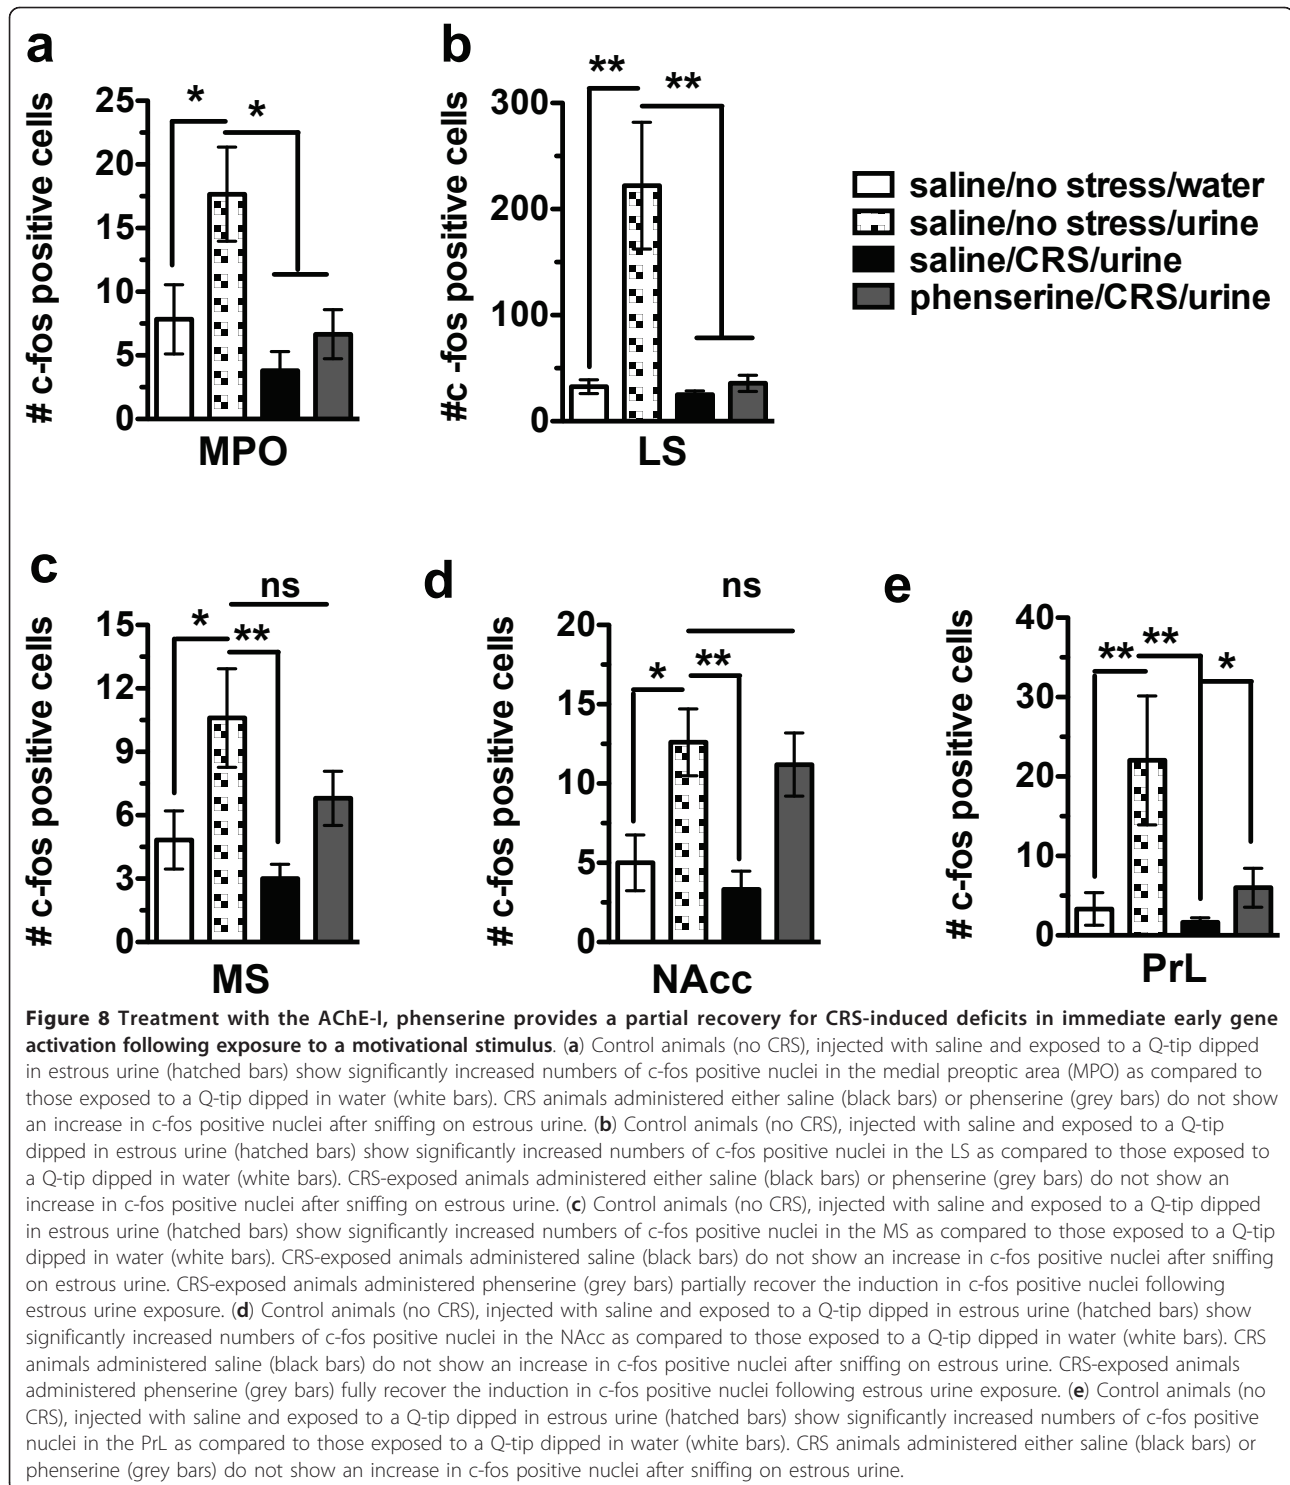 a
# c-fos positive cells
25
20
15
10
5
0
*
*
MPO
b
#c -fos positive cells
300
200
100
0
**
**
LS
saline/no stress/water
saline/no stress/urine
saline/CRS/urine
phenserine/CRS/urine
c
# c-fos positive cells
15
12
9
6
3
0
*
**
ns
MS
d
# c-fos positive cells
20
15
10
5
0
*
**
ns
NAcc
e
# c-fos positive cells
40
30
20
10
0
**
**
*
PrL
Figure 8 Treatment with the AChE-I, phenserine provides a partial recovery for CRS-induced deficits in immediate early gene
activation following exposure to a motivational stimulus. (a) Control animals (no CRS), injected with saline and exposed to a Q-tip dipped
in estrous urine (hatched bars) show significantly increased numbers of c-fos positive nuclei in the medial preoptic area (MPO) as compared to
those exposed to a Q-tip dipped in water (white bars). CRS animals administered either saline (black bars) or phenserine (grey bars) do not show
an increase in c-fos positive nuclei after sniffing on estrous urine. (b) Control animals (no CRS), injected with saline and exposed to a Q-tip
dipped in estrous urine (hatched bars) show significantly increased numbers of c-fos positive nuclei in the LS as compared to those exposed to
a Q-tip dipped in water (white bars). CRS-exposed animals administered either saline (black bars) or phenserine (grey bars) do not show an
increase in c-fos positive nuclei after sniffing on estrous urine. (c) Control animals (no CRS), injected with saline and exposed to a Q-tip dipped
in estrous urine (hatched bars) show significantly increased numbers of c-fos positive nuclei in the MS as compared to those exposed to a Q-tip
dipped in water (white bars). CRS-exposed animals administered saline (black bars) do not show an increase in c-fos positive nuclei after sniffing
on estrous urine. CRS-exposed animals administered phenserine (grey bars) partially recover the induction in c-fos positive nuclei following
estrous urine exposure. (d) Control animals (no CRS), injected with saline and exposed to a Q-tip dipped in estrous urine (hatched bars) show
significantly increased numbers of c-fos positive nuclei in the NAcc as compared to those exposed to a Q-tip dipped in water (white bars). CRS
animals administered saline (black bars) do not show an increase in c-fos positive nuclei after sniffing on estrous urine. CRS-exposed animals
administered phenserine (grey bars) fully recover the induction in c-fos positive nuclei following estrous urine exposure. (e) Control animals (no
CRS), injected with saline and exposed to a Q-tip dipped in estrous urine (hatched bars) show significantly increased numbers of c-fos positive
nuclei in the PrL as compared to those exposed to a Q-tip dipped in water (white bars). CRS animals administered either saline (black bars) or
phenserine (grey bars) do not show an increase in c-fos positive nuclei after sniffing on estrous urine.